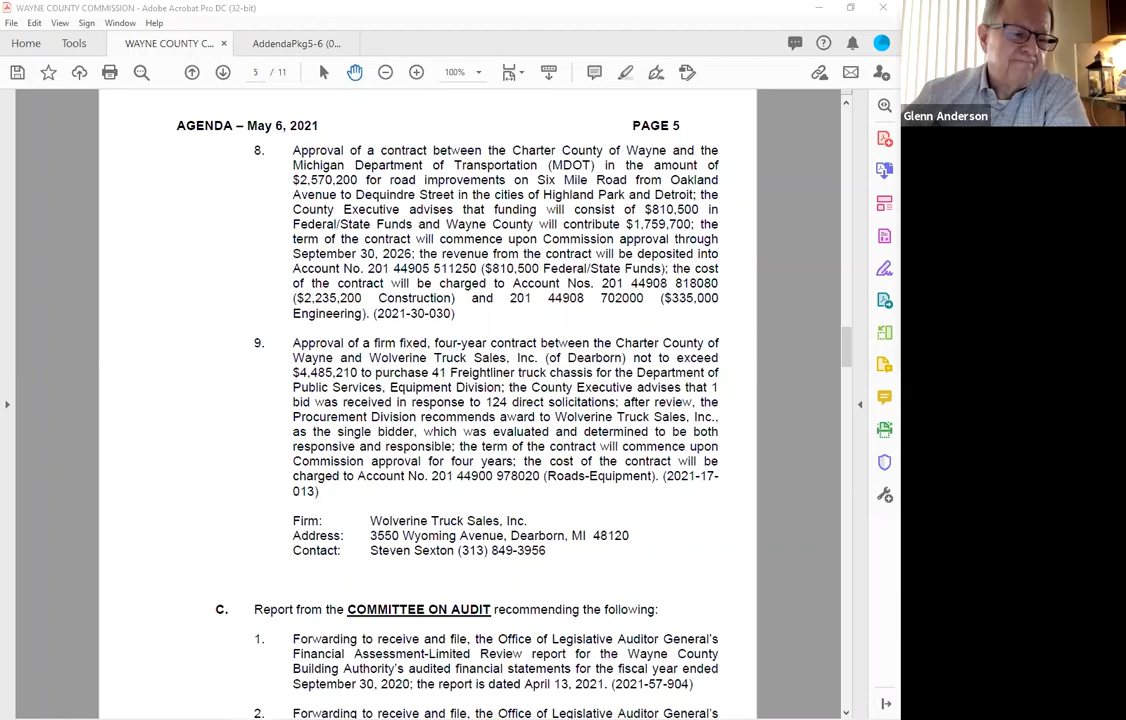 WAYNE COUNTY COMMISSION - Adobe Acrobat Pro DC (32-bit)
File Edit View Sign Window Help
Home Tools WAYNE COUNTY C... × AddendaPkg5-6 (0...
5 / 11 100%
Glenn Anderson
AGENDA – May 6, 2021 PAGE 5
8. Approval of a contract between the Charter County of Wayne and the
Michigan Department of Transportation (MDOT) in the amount of
$2,570,200 for road improvements on Six Mile Road from Oakland
Avenue to Dequindre Street in the cities of Highland Park and Detroit; the
County Executive advises that funding will consist of $810,500 in
Federal/State Funds and Wayne County will contribute $1,759,700; the
term of the contract will commence upon Commission approval through
September 30, 2026; the revenue from the contract will be deposited into
Account No. 201 44905 511250 ($810,500 Federal/State Funds); the cost
of the contract will be charged to Account Nos. 201 44908 818080
($2,235,200 Construction) and 201 44908 702000 ($335,000
Engineering). (2021-30-030)
9. Approval of a firm fixed, four-year contract between the Charter County of
Wayne and Wolverine Truck Sales, Inc. (of Dearborn) not to exceed
$4,485,210 to purchase 41 Freightliner truck chassis for the Department of
Public Services, Equipment Division; the County Executive advises that 1
bid was received in response to 124 direct solicitations; after review, the
Procurement Division recommends award to Wolverine Truck Sales, Inc.,
as the single bidder, which was evaluated and determined to be both
responsive and responsible; the term of the contract will commence upon
Commission approval for four years; the cost of the contract will be
charged to Account No. 201 44900 978020 (Roads-Equipment). (2021-17-
013)
Firm: Wolverine Truck Sales, Inc.
Address: 3550 Wyoming Avenue, Dearborn, MI 48120
Contact: Steven Sexton (313) 849-3956
C. Report from the COMMITTEE ON AUDIT recommending the following:
1. Forwarding to receive and file, the Office of Legislative Auditor General's
Financial Assessment-Limited Review report for the Wayne County
Building Authority's audited financial statements for the fiscal year ended
September 30, 2020; the report is dated April 13, 2021. (2021-57-904)
2. Forwarding to receive and file, the Office of Legislative Auditor General's